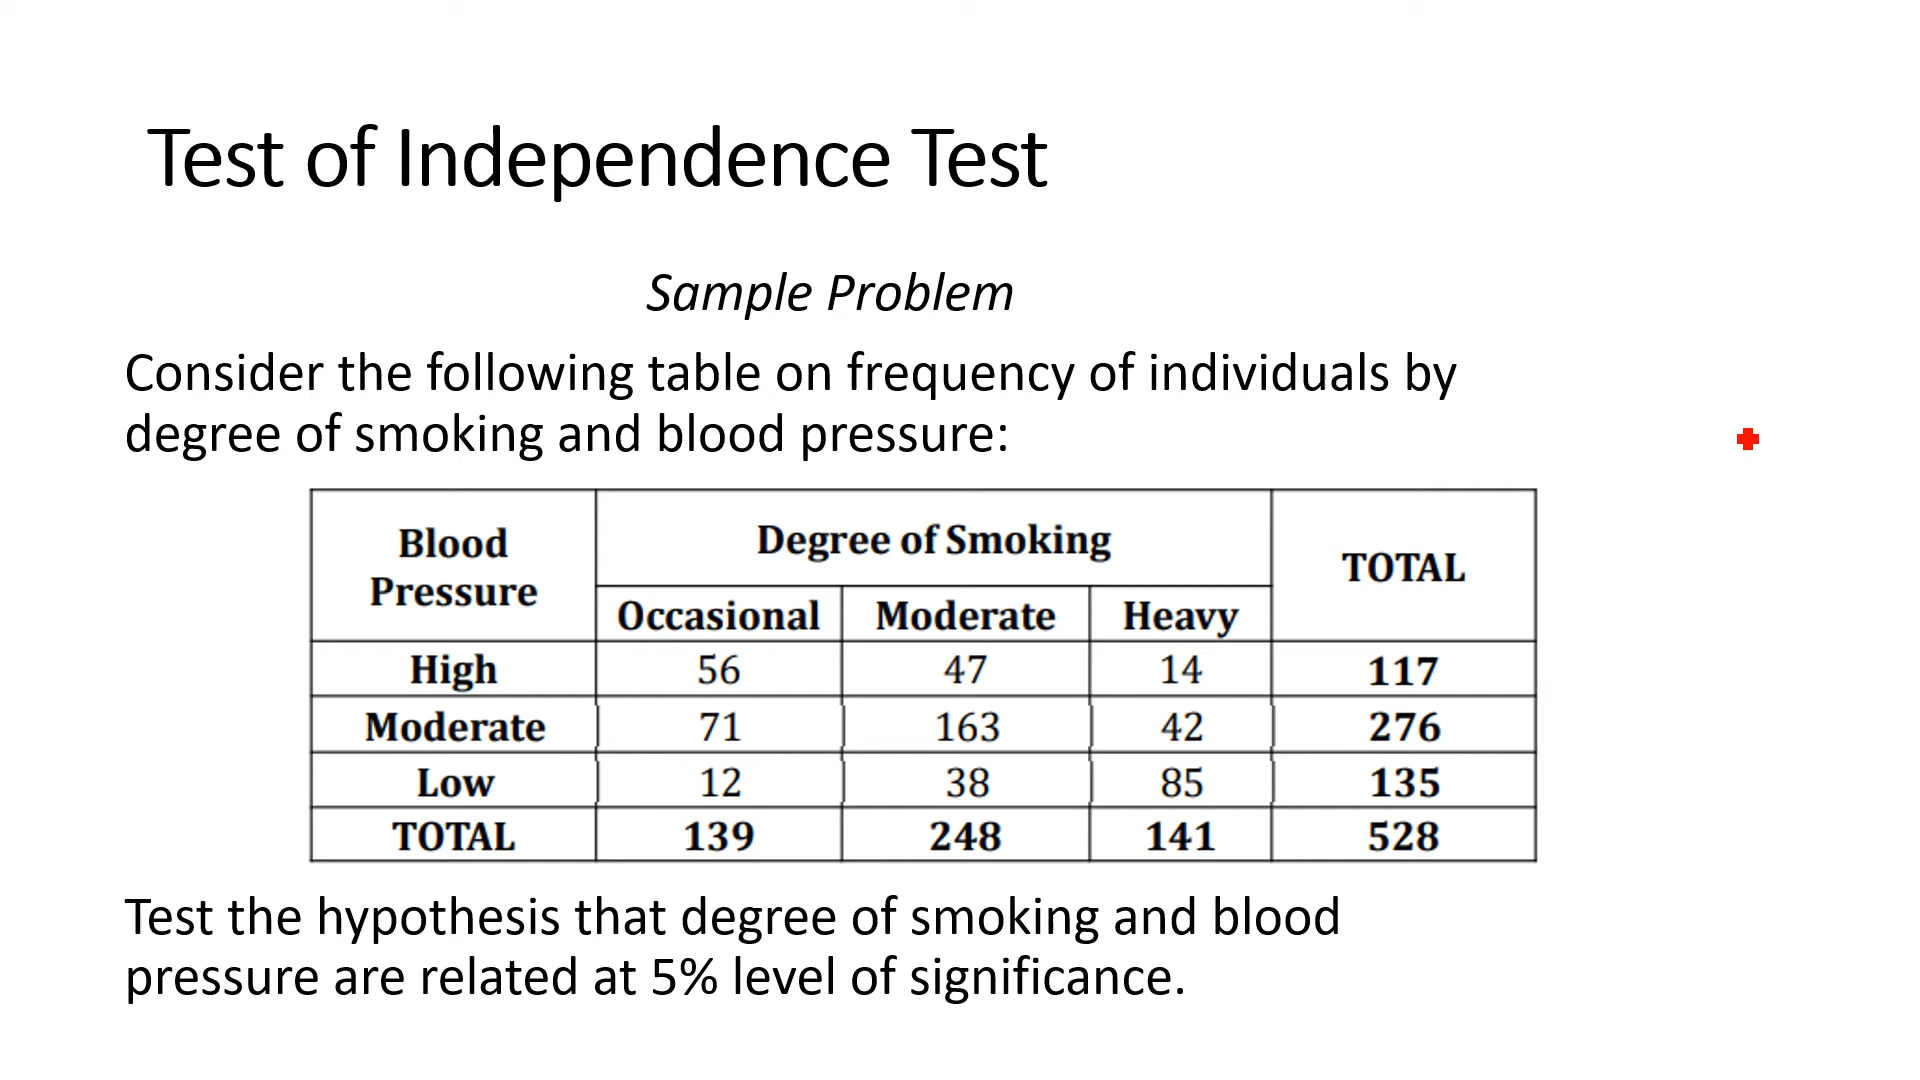 Test of Independence Test
Sample Problem
Consider the following table on frequency of individuals by
degree of smoking and blood pressure:
Blood Pressure Degree of Smoking TOTAL
Occasional Moderate Heavy
High 56 47 14 117
Moderate 71 163 42 276
Low 12 38 85 135
TOTAL 139 248 141 528
Test the hypothesis that degree of smoking and blood
pressure are related at 5% level of significance.